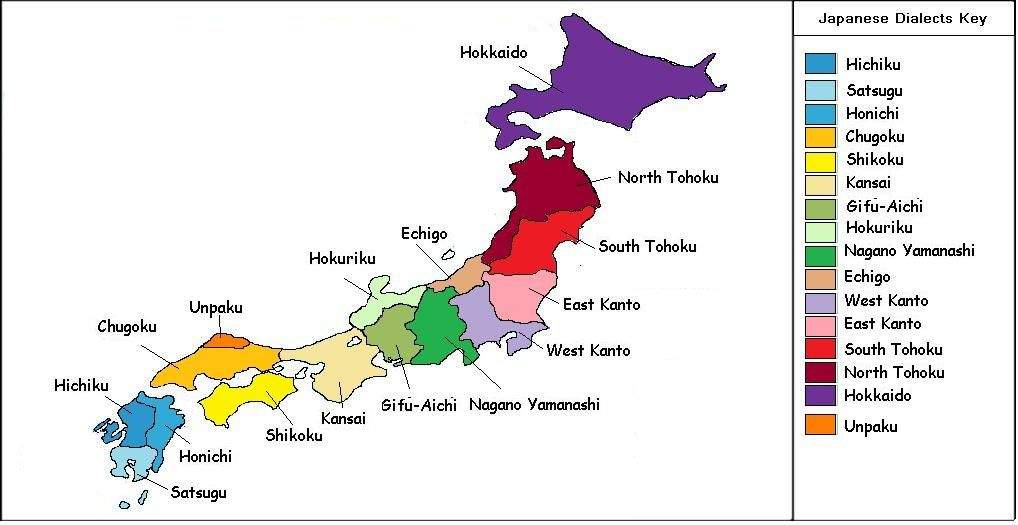 Japanese Dialects Key
Hokkaido
North Tohoku
South Tohoku
Echigo
Hokuriku
East Kanto
Unpaku
Chugoku
West Kanto
Hichiku
Gifu-Aichi
Nagano Yamanashi
Kansai
Shikoku
Honichi
Satsugu
Hichiku
Satsugu
Honichi
Chugoku
Shikoku
Kansai
Gifu-Aichi
Hokuriku
Nagano Yamanashi
Echigo
West Kanto
East Kanto
South Tohoku
North Tohoku
Hokkaido
Unpaku